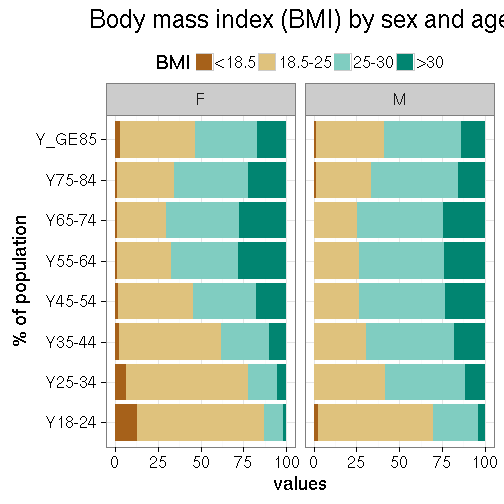 Body mass index (BMI) by sex and age
BMI <18.5 18.5-25 25-30 >30
F M
Y_GE85
Y75-84
Y65-74
Y55-64
Y45-54
Y35-44
Y25-34
Y18-24
% of population
0 25 50 75 100 0 25 50 75 100
values